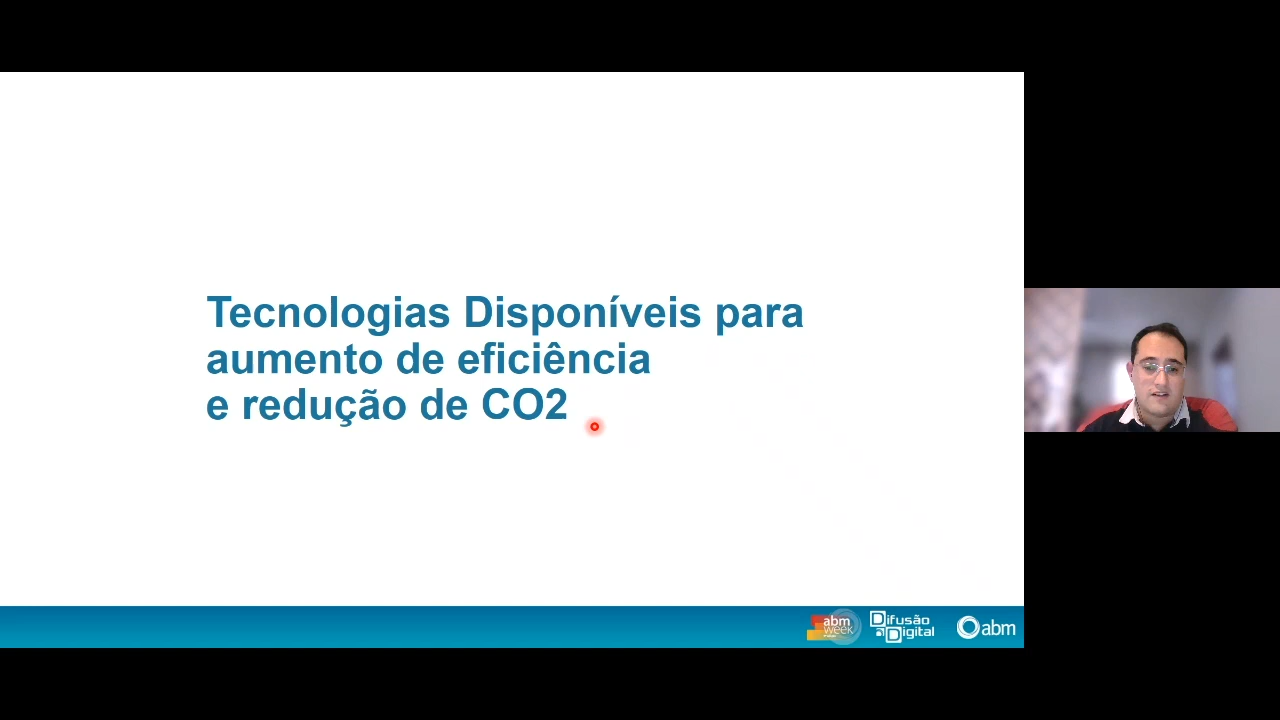 Tecnologias Disponíveis para
aumento de eficiência
e redução de CO2
abm
week
Difusão
Digital
abm